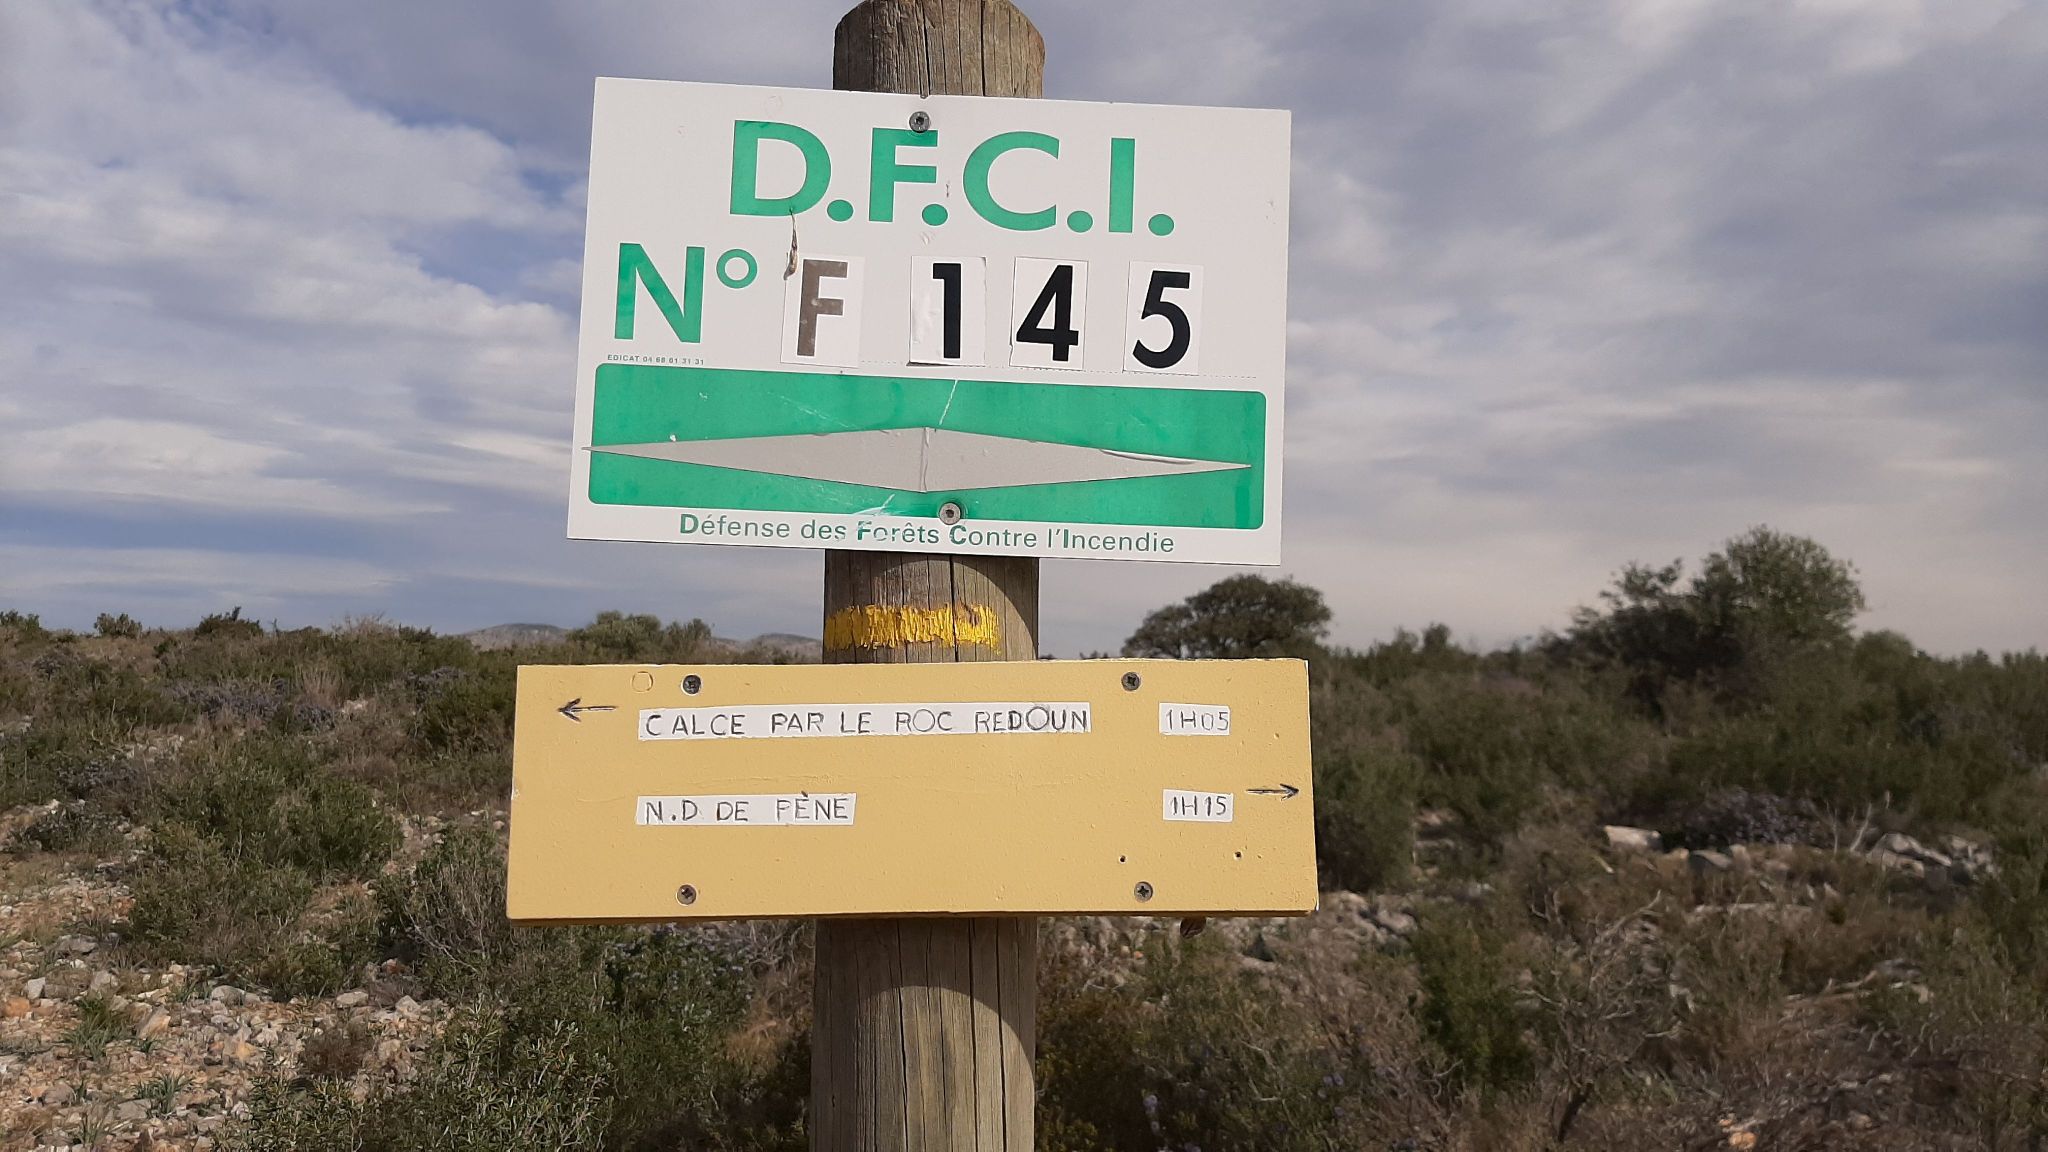 D.F.C.I.
N° F 145
EDICAT 04 68 61 31 31
Défense des Forêts Contre l'Incendie
← CALCE PAR LE ROC REDOUN 1H05
N.D DE PÈNE 1H15 →